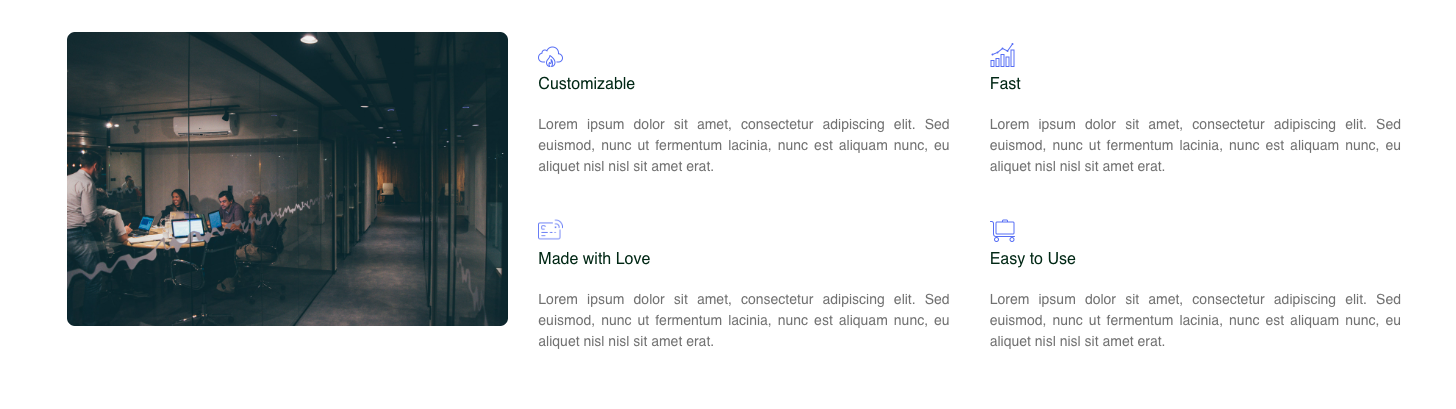 Customizable
Lorem ipsum dolor sit amet, consectetur adipiscing elit. Sed
euismod, nunc ut fermentum lacinia, nunc est aliquam nunc, eu
aliquet nisl nisl sit amet erat.
Fast
Lorem ipsum dolor sit amet, consectetur adipiscing elit. Sed
euismod, nunc ut fermentum lacinia, nunc est aliquam nunc, eu
aliquet nisl nisl sit amet erat.
Made with Love
Lorem ipsum dolor sit amet, consectetur adipiscing elit. Sed
euismod, nunc ut fermentum lacinia, nunc est aliquam nunc, eu
aliquet nisl nisl sit amet erat.
Easy to Use
Lorem ipsum dolor sit amet, consectetur adipiscing elit. Sed
euismod, nunc ut fermentum lacinia, nunc est aliquam nunc, eu
aliquet nisl nisl sit amet erat.